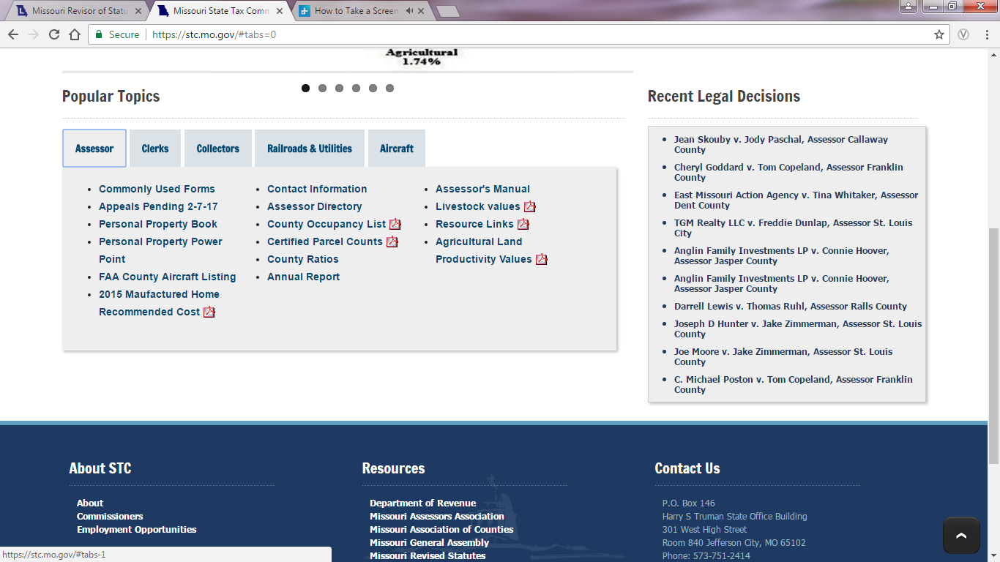 Missouri Revisor of Statu
Missouri State Tax Comm
How to Take a Screen
Secure
https://stc.mo.gov/#tabs=0
Agricultural
1.74%
Popular Topics
Assessor
Clerks
Collectors
Railroads & Utilities
Aircraft
Commonly Used Forms
Appeals Pending 2-7-17
Personal Property Book
Personal Property Power
Point
FAA County Aircraft Listing
2015 Maufactured Home
Recommended Cost
Contact Information
Assessor Directory
County Occupancy List
Certified Parcel Counts
County Ratios
Annual Report
Assessor's Manual
Livestock values
Resource Links
Agricultural Land
Productivity Values
Recent Legal Decisions
Jean Skouby v. Jody Paschal, Assessor Callaway
County
Cheryl Goddard v. Tom Copeland, Assessor Franklin
County
East Missouri Action Agency v. Tina Whitaker, Assessor
Dent County
TGM Realty LLC v. Freddie Dunlap, Assessor St. Louis
City
Anglin Family Investments LP v. Connie Hoover,
Assessor Jasper County
Anglin Family Investments LP v. Connie Hoover,
Assessor Jasper County
Darrell Lewis v. Thomas Ruhl, Assessor Ralls County
Joseph D Hunter v. Jake Zimmerman, Assessor St. Louis
County
Joe Moore v. Jake Zimmerman, Assessor St. Louis
County
C. Michael Poston v. Tom Copeland, Assessor Franklin
County
About STC
About
Commissioners
Employment Opportunities
Resources
Department of Revenue
Missouri Assessors Association
Missouri Association of Counties
Missouri General Assembly
Missouri Revised Statutes
Contact Us
P.O. Box 146
Harry S Truman State Office Building
301 West High Street
Room 840 Jefferson City, MO 65102
Phone: 573-751-2414
https://stc.mo.gov/#tabs-1